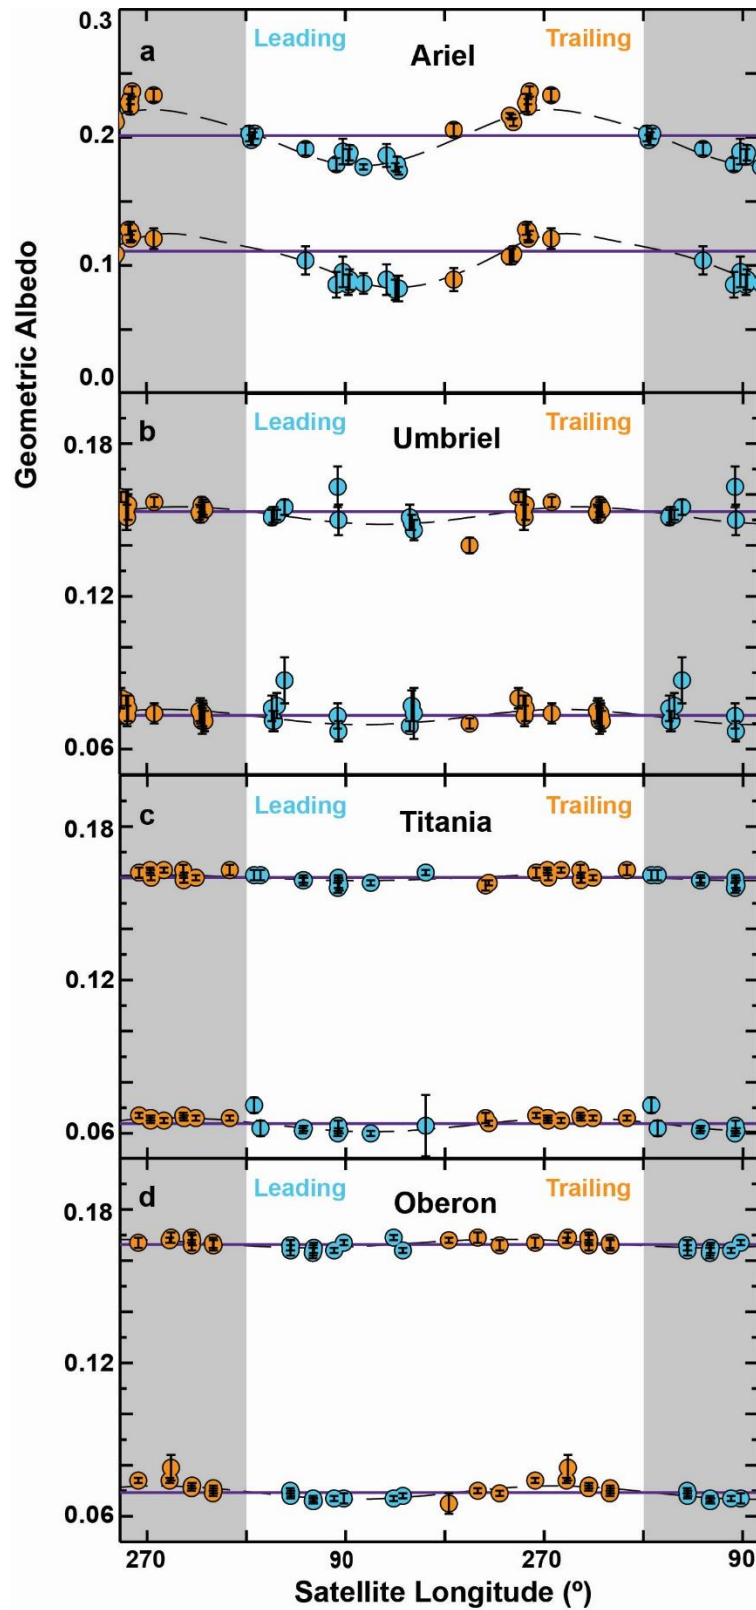 0.3
a
Leading
Ariel
Trailing
0.2
0.1
0.0
Geometric Albedo
b
Leading
Umbriel
Trailing
0.18
0.12
0.06
c
Leading
Titania
Trailing
0.18
0.12
0.06
d
Leading
Oberon
Trailing
0.18
0.12
0.06
270
90
270
90
Satellite Longitude (º)